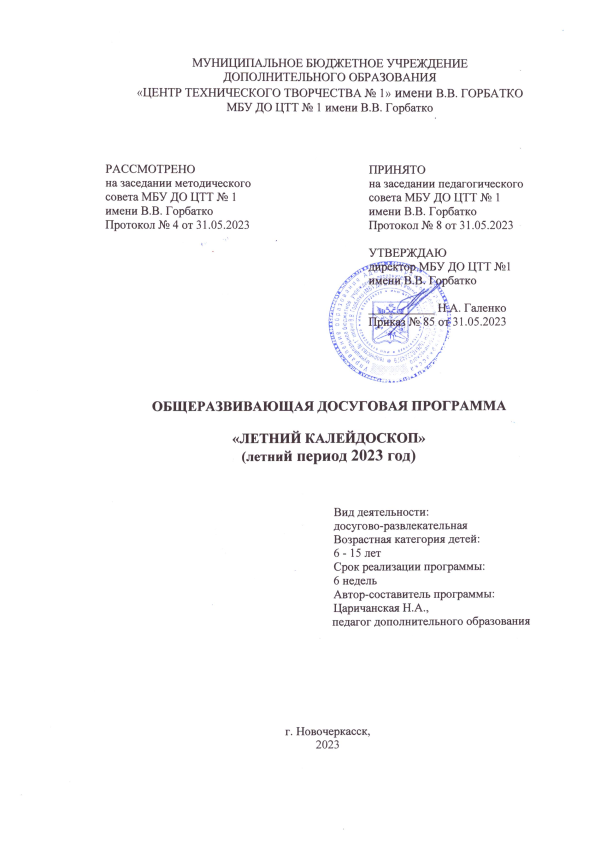 МУНИЦИПАЛЬНОЕ БЮДЖЕТНОЕ УЧРЕЖДЕНИЕ
ДОПОЛНИТЕЛЬНОГО ОБРАЗОВАНИЯ
«ЦЕНТР ТЕХНИЧЕСКОГО ТВОРЧЕСТВА № 1» имени В.В. ГОРБАТКО
МБУ ДО ЦТТ № 1 имени В.В. Горбатко
РАССМОТРЕНО
на заседании методического
совета МБУ ДО ЦТТ № 1
имени В.В. Горбатко
Протокол № 4 от 31.05.2023
ПРИНЯТО
на заседании педагогического
совета МБУ ДО ЦТТ № 1
имени В.В. Горбатко
Протокол № 8 от 31.05.2023
УТВЕРЖДАЮ
директор МБУ ДО ЦТТ №1
имени В.В. Горбатко
Н.А. Галенко
Приказ № 85 от 31.05.2023
ОБЩЕРАЗВИВАЮЩАЯ ДОСУГОВАЯ ПРОГРАММА
«ЛЕТНИЙ КАЛЕЙДОСКОП»
(летний период 2023 год)
Вид деятельности:
досугово-развлекательная
Возрастная категория детей:
6 - 15 лет
Срок реализации программы:
6 недель
Автор-составитель программы:
Царичанская Н.А.,
педагог дополнительного образования
г. Новочеркасск,
2023